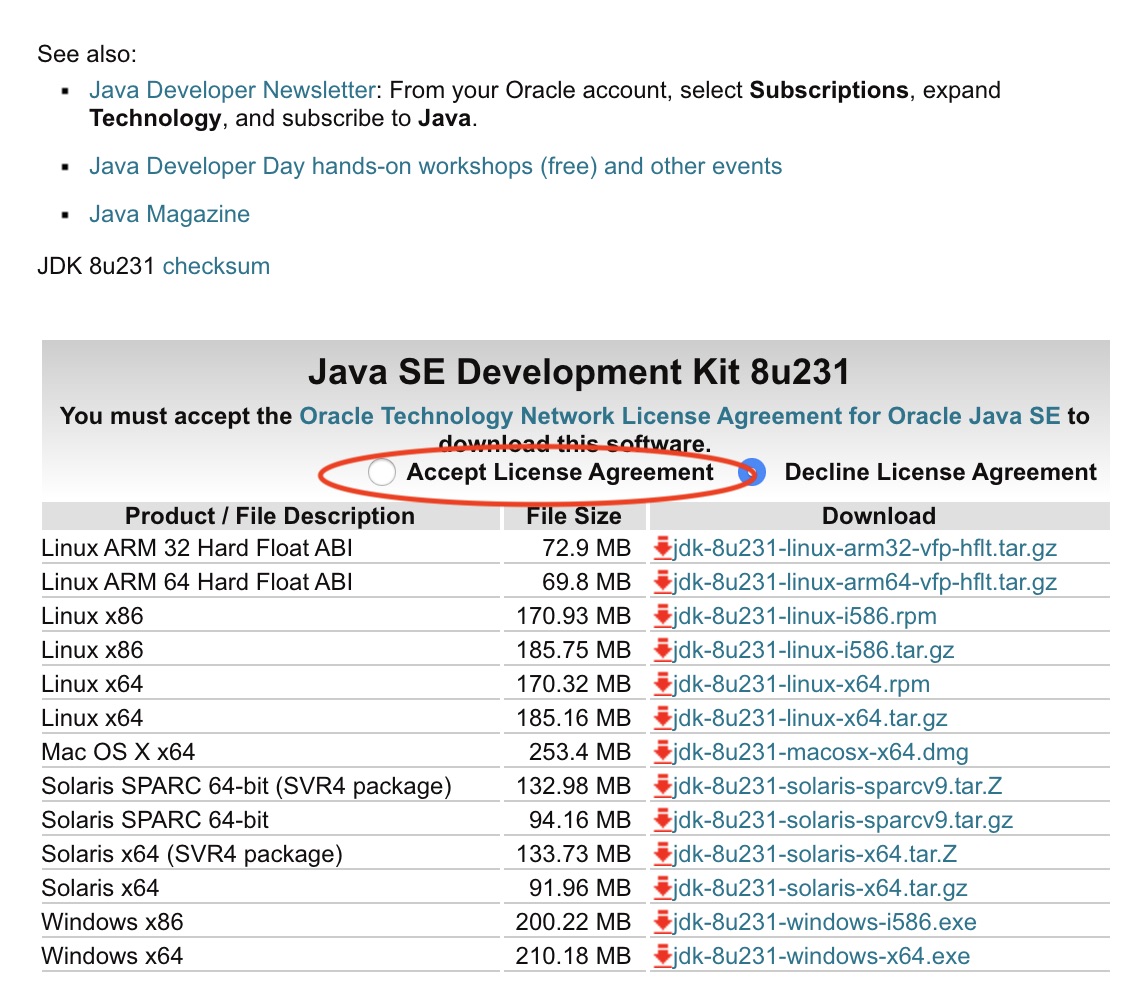 See also:
Java Developer Newsletter: From your Oracle account, select Subscriptions, expand
Technology, and subscribe to Java.
Java Developer Day hands-on workshops (free) and other events
Java Magazine
JDK 8u231 checksum
Java SE Development Kit 8u231
You must accept the Oracle Technology Network License Agreement for Oracle Java SE to
download this software.
Accept License Agreement Decline License Agreement
Product / File Description File Size Download
Linux ARM 32 Hard Float ABI 72.9 MB jdk-8u231-linux-arm32-vfp-hflt.tar.gz
Linux ARM 64 Hard Float ABI 69.8 MB jdk-8u231-linux-arm64-vfp-hflt.tar.gz
Linux x86 170.93 MB jdk-8u231-linux-i586.rpm
Linux x86 185.75 MB jdk-8u231-linux-i586.tar.gz
Linux x64 170.32 MB jdk-8u231-linux-x64.rpm
Linux x64 185.16 MB jdk-8u231-linux-x64.tar.gz
Mac OS X x64 253.4 MB jdk-8u231-macosx-x64.dmg
Solaris SPARC 64-bit (SVR4 package) 132.98 MB jdk-8u231-solaris-sparcv9.tar.Z
Solaris SPARC 64-bit 94.16 MB jdk-8u231-solaris-sparcv9.tar.gz
Solaris x64 (SVR4 package) 133.73 MB jdk-8u231-solaris-x64.tar.Z
Solaris x64 91.96 MB jdk-8u231-solaris-x64.tar.gz
Windows x86 200.22 MB jdk-8u231-windows-i586.exe
Windows x64 210.18 MB jdk-8u231-windows-x64.exe